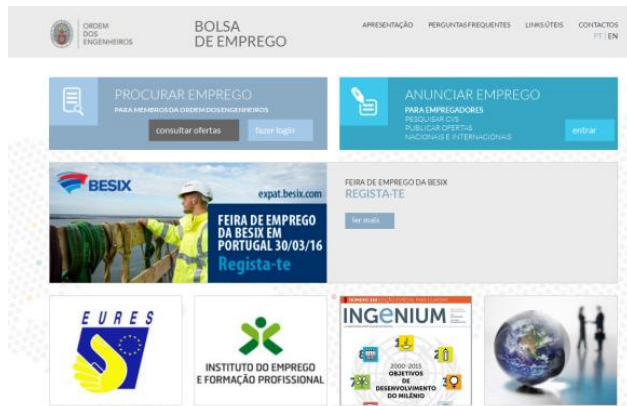 ORDEM
DOS
ENGENHEIROS
BOLSA
DE EMPREGO
APRESENTAÇÃO PERGUNTAS FREQUENTES LINKS ÚTEIS CONTACTOS
PT | EN
PROCURAR EMPREGO
PARA MEMBROS DA ORDEM DOS ENGENHEIROS
consultar ofertas fazer login
ANUNCIAR EMPREGO
PARA EMPREGADORES
PESQUISAR CVS
PUBLICAR OFERTAS
NACIONAIS E INTERNACIONAIS
entrar
BESIX
expat.besix.com
FEIRA DE EMPREGO
DA BESIX EM
PORTUGAL 30/03/16
Regista-te
FEIRA DE EMPREGO DA BESIX
REGISTA-TE
ler mais
EURES
INSTITUTO DO EMPREGO
E FORMAÇÃO PROFISSIONAL
INGENIUM
2000-2015
OBJETIVOS
DE
DESENVOLVIMENTO
DO MILÉNIO